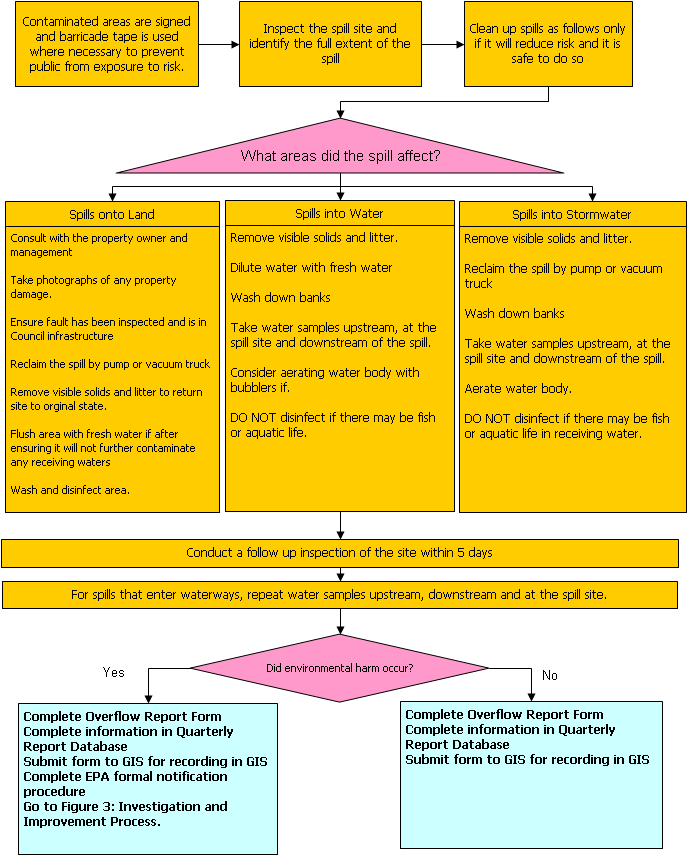 Contaminated areas are signed
and barricade tape is used
where necessary to prevent
public from exposure to risk.
Inspect the spill site and
identify the full extent of the
spill
Clean up spills as follows only
if it will reduce risk and it is
safe to do so
What areas did the spill affect?
Spills onto Land
Consult with the property owner and
management
Take photographs of any property
damage.
Ensure fault has been inspected and is in
Council infrastructure
Reclaim the spill by pump or vacuum truck
Remove visible solids and litter to return
site to orginal state.
Flush area with fresh water if after
ensuring it will not further contaminate
any receiving waters
Wash and disinfect area.
Spills into Water
Remove visible solids and litter.
Dilute water with fresh water
Wash down banks
Take water samples upstream, at the
spill site and downstream of the spill.
Consider aerating water body with
bubblers if.
DO NOT disinfect if there may be fish
or aquatic life.
Spills into Stormwater
Remove visible solids and litter.
Reclaim the spill by pump or vacuum
truck
Wash down banks
Take water samples upstream, at the
spill site and downstream of the spill.
Aerate water body.
DO NOT disinfect if there may be fish
or aquatic life in receiving water.
Conduct a follow up inspection of the site within 5 days
For spills that enter waterways, repeat water samples upstream, downstream and at the spill site.
Did environmental harm occur?
Yes
No
Complete Overflow Report Form
Complete information in Quarterly
Report Database
Submit form to GIS for recording in GIS
Complete EPA formal notification
procedure
Go to Figure 3: Investigation and
Improvement Process.
Complete Overflow Report Form
Complete information in Quarterly
Report Database
Submit form to GIS for recording in GIS